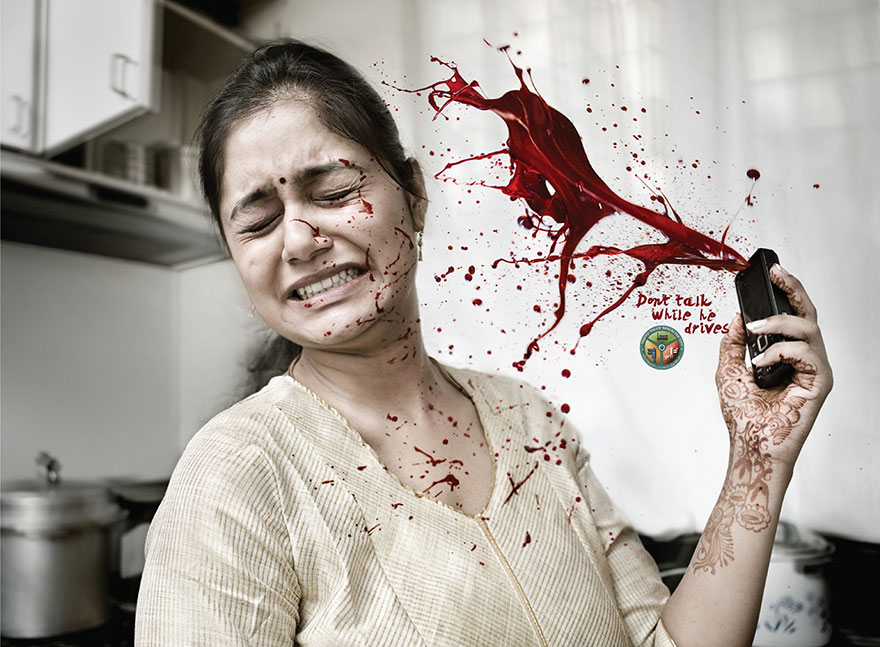 Dont talk
While he
drives